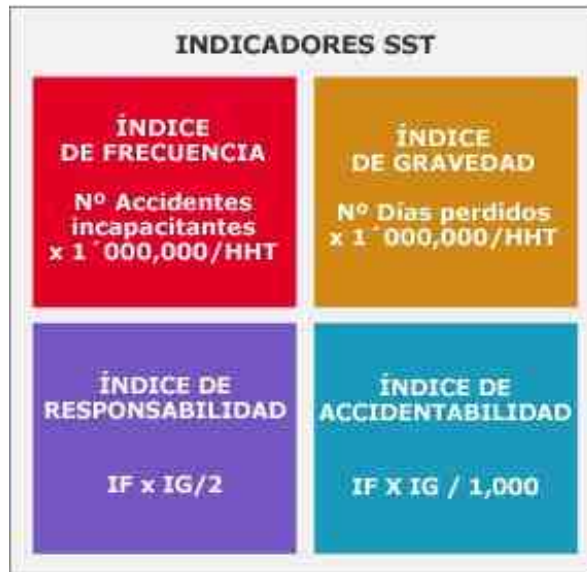 INDICADORES SST
ÍNDICE
DE FRECUENCIA
Nº Accidentes
incapacitantes
x 1´000,000/HHT
ÍNDICE
DE GRAVEDAD
Nº Días perdidos
x 1´000,000/HHT
ÍNDICE DE
RESPONSABILIDAD
IF x IG/2
ÍNDICE DE
ACCIDENTABILIDAD
IF X IG / 1,000